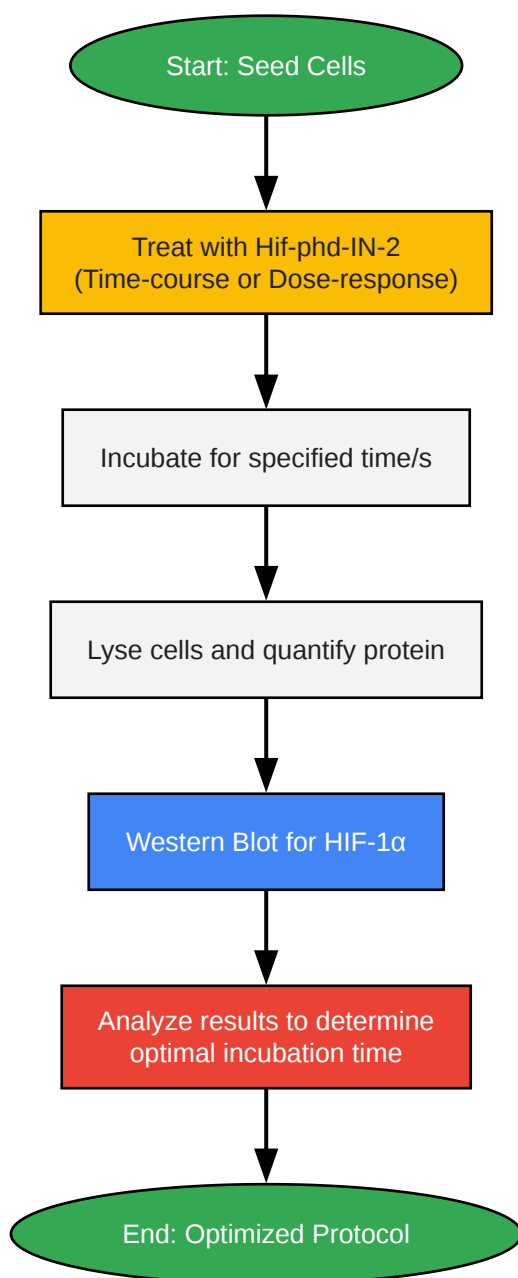 Start: Seed Cells
Treat with Hif-phd-IN-2
(Time-course or Dose-response)
Incubate for specified time/s
Lyse cells and quantify protein
Western Blot for HIF-1α
Analyze results to determine
optimal incubation time
End: Optimized Protocol